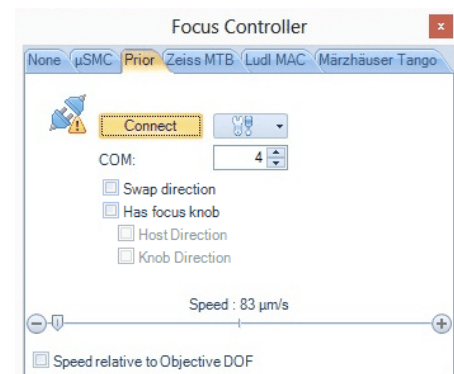 Focus Controller
x
None µSMC Prior Zeiss MTB Ludl MAC Märzhäuser Tango
Connect
COM: 4
Swap direction
Has focus knob
Host Direction
Knob Direction
Speed : 83 µm/s
Speed relative to Objective DOF